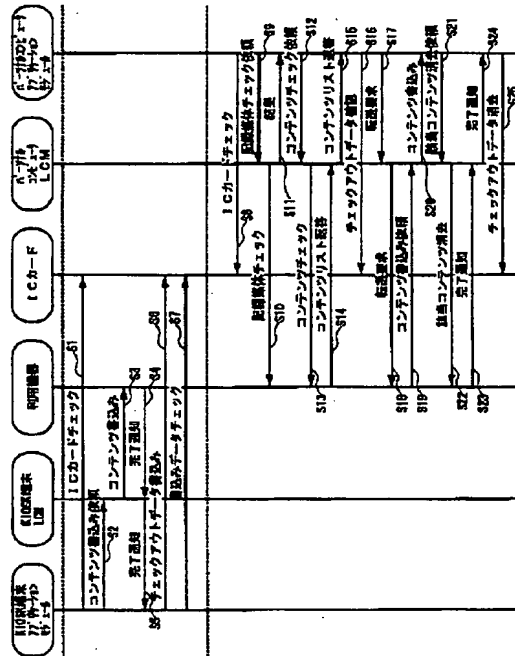 KIOSK端末
アプリケーション
モジュール
KIOSK端末
LCM
利用機器
ICカード
パーソナルコンピュータ
LCM
パーソナルコンピュータ
アプリケーション
モジュール
ICカードチェック
S1
コンテンツ書込み依頼
S2
コンテンツ書込み
S3
完了通知
S4
完了通知
S5
チェックアウトデータ書込み
S6
書込みデータチェック
S7
ICカードチェック
S8
記録媒体チェック依頼
S9
記録媒体チェック
S10
結果
S11
コンテンツチェック依頼
S12
コンテンツチェック
S13
コンテンツリスト返答
S14
コンテンツリスト返答
S15
チェックアウトデータ確認
S16
転送要求
S17
転送要求
S18
コンテンツ書込み依頼
S19
コンテンツ書込み
S20
該当コンテンツ消去依頼
S21
該当コンテンツ消去
S22
完了通知
S23
完了通知
S24
チェックアウトデータ消去
S25